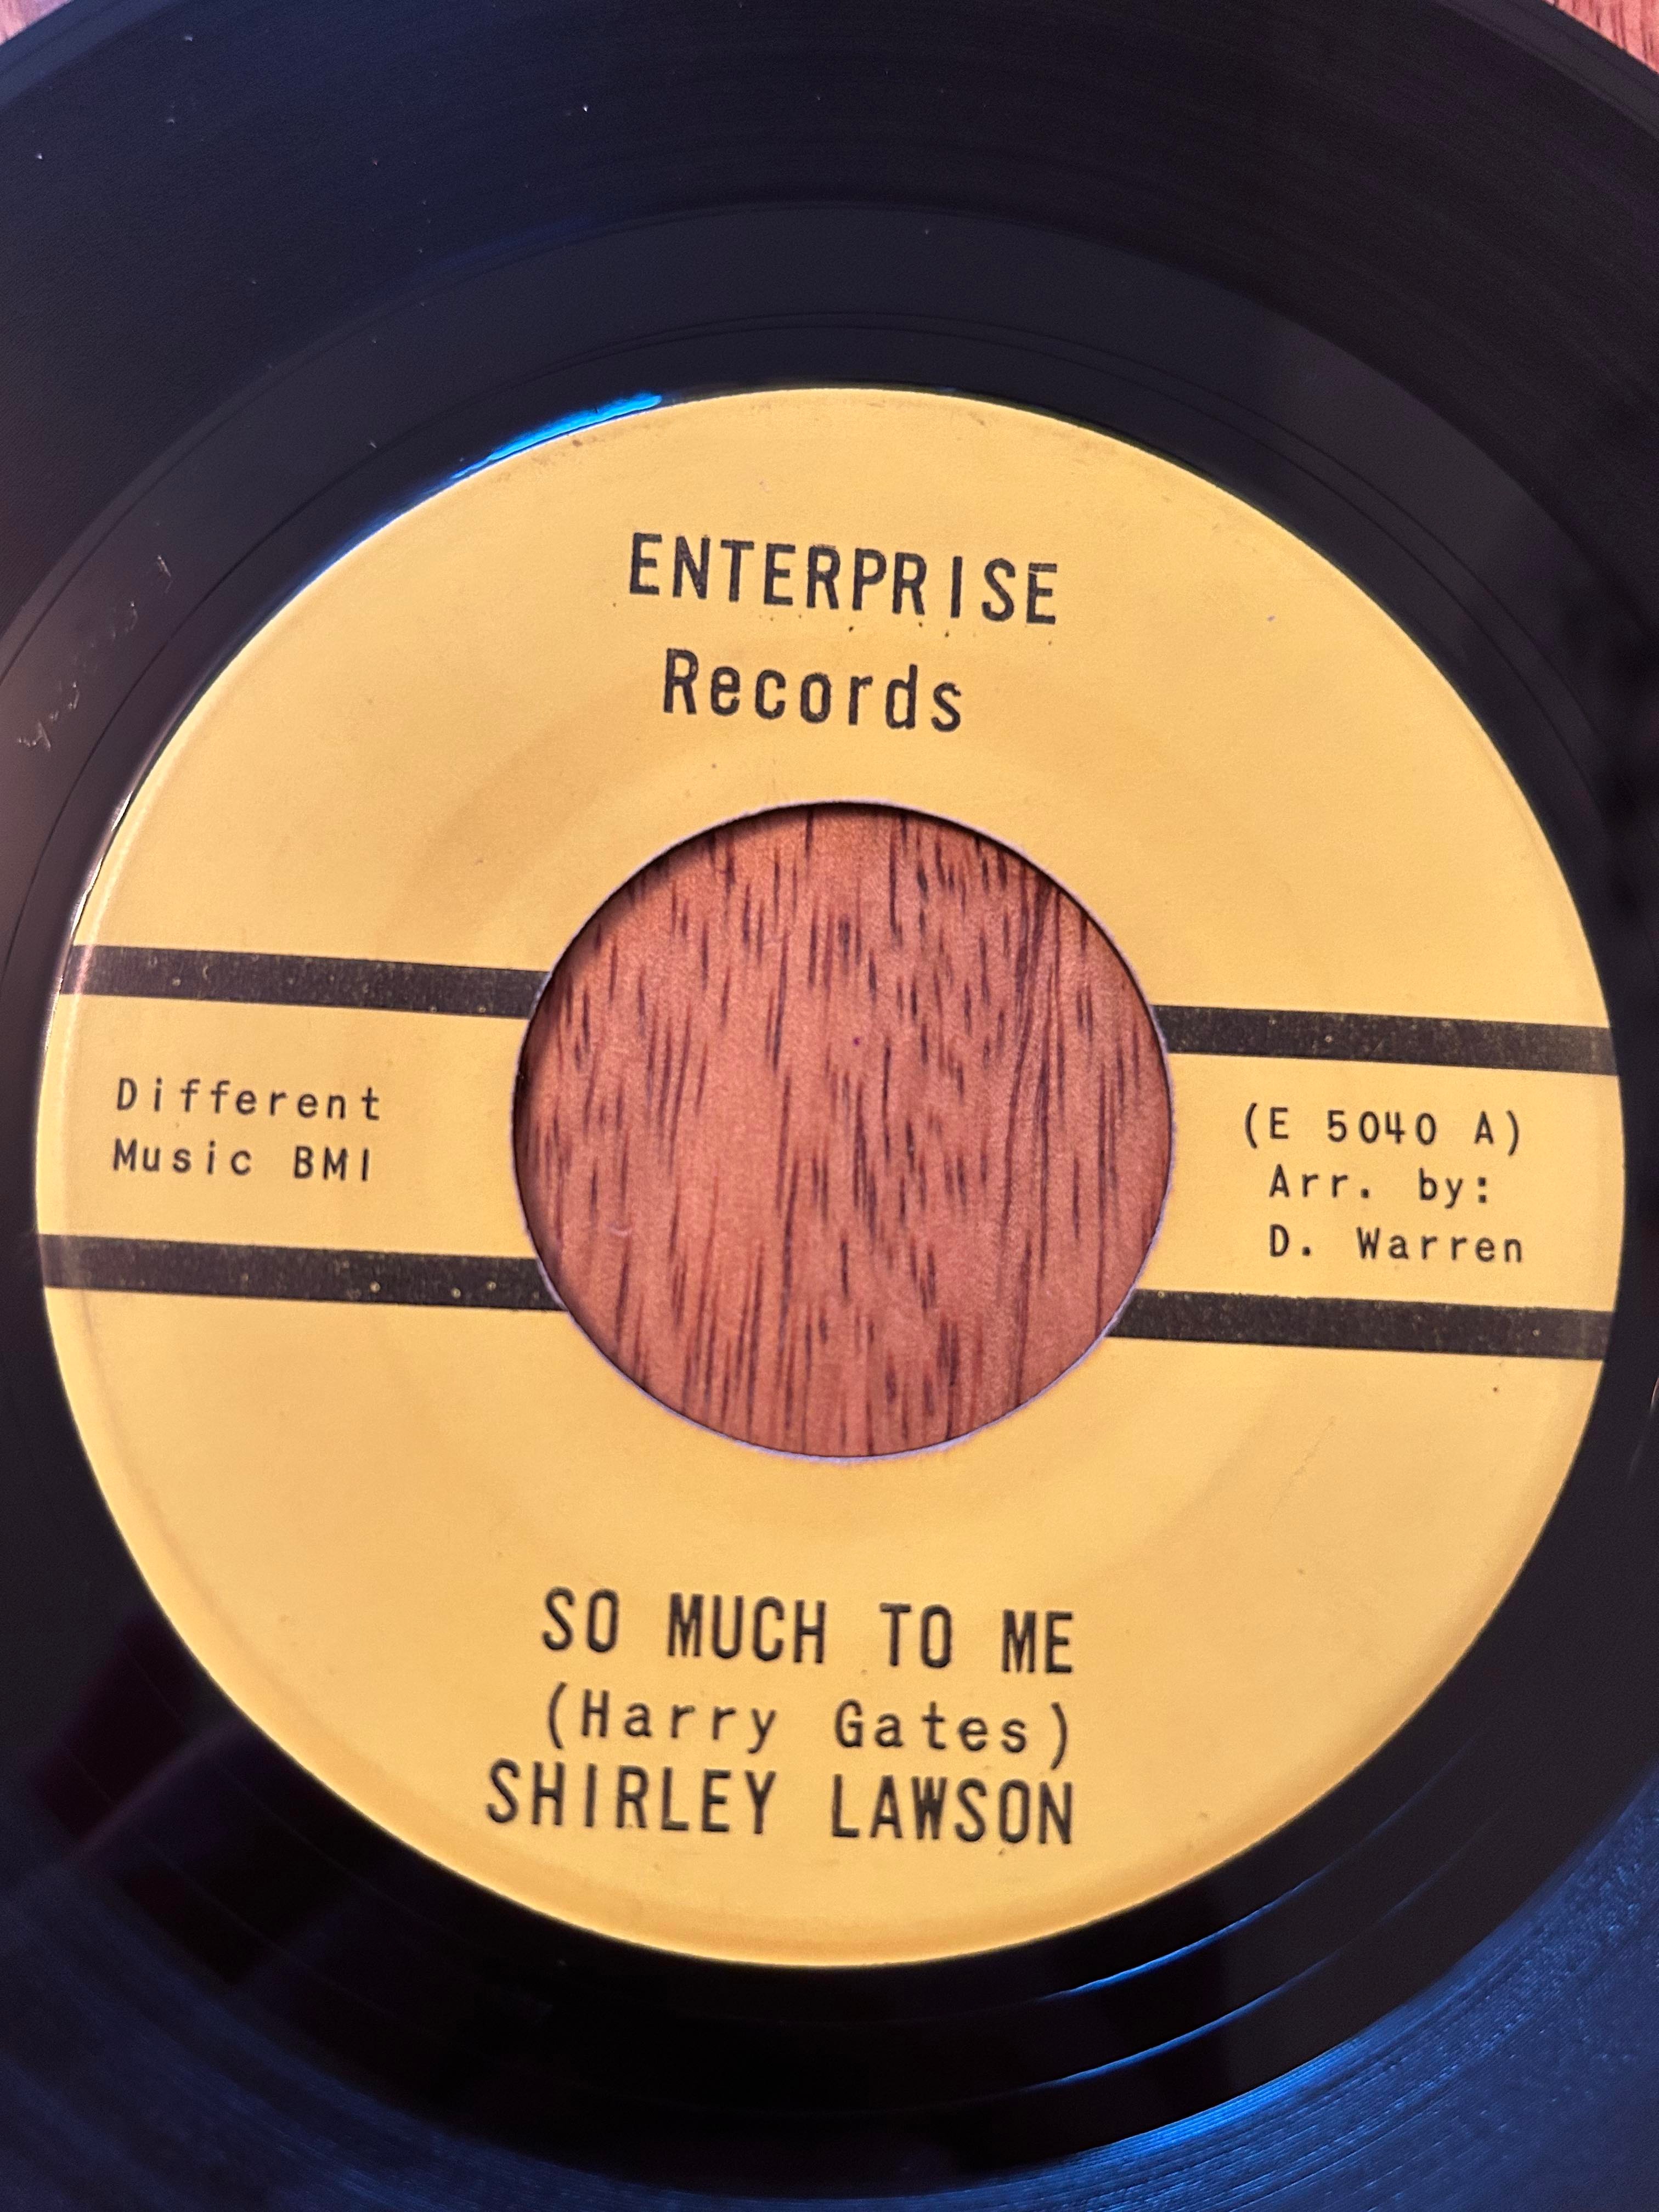 ENTERPRISE
Records
Different
Music BMI
(E 5040 A)
Arr. by:
D. Warren
SO MUCH TO ME
(Harry Gates)
SHIRLEY LAWSON